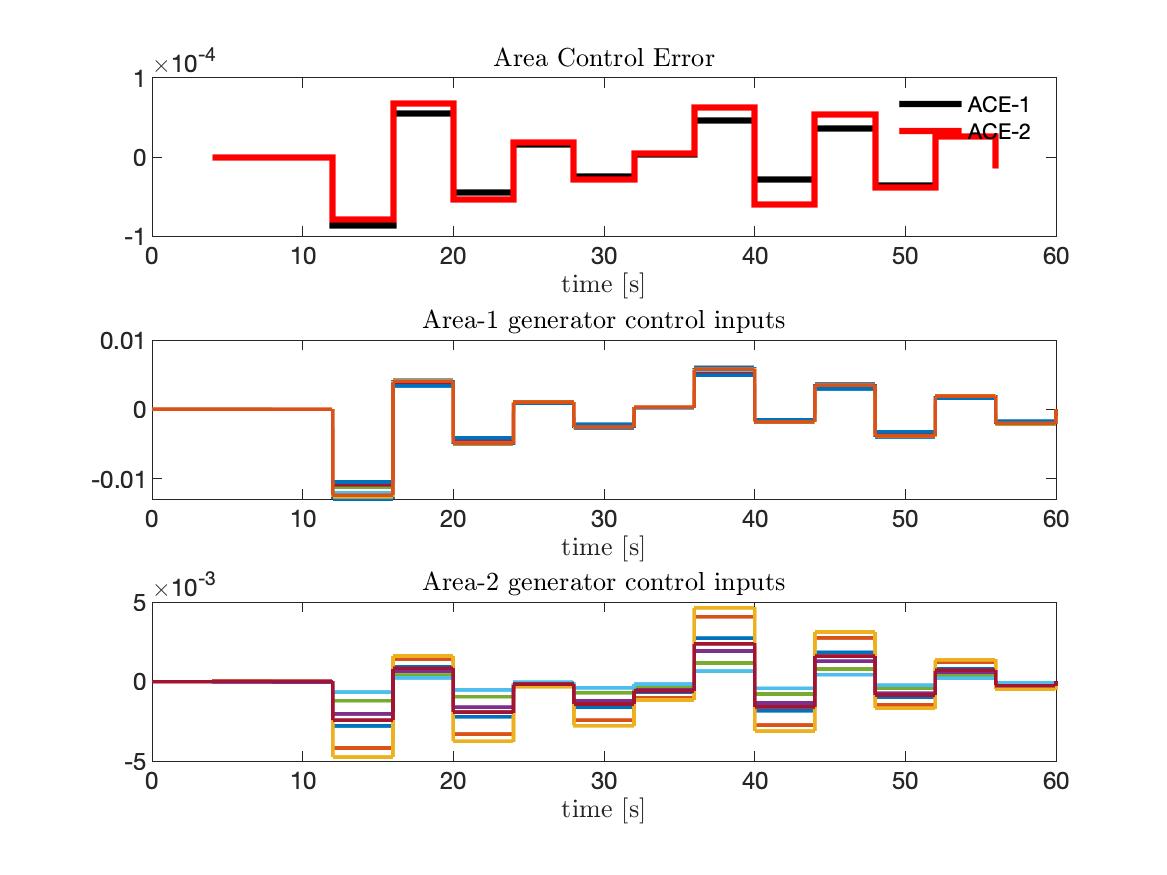 Area Control Error
×10-4
1
0
-1
0 10 20 30 40 50 60
time [s]
ACE-1
ACE-2
Area-1 generator control inputs
0.01
0
-0.01
0 10 20 30 40 50 60
time [s]
Area-2 generator control inputs
×10-3
5
0
-5
0 10 20 30 40 50 60
time [s]